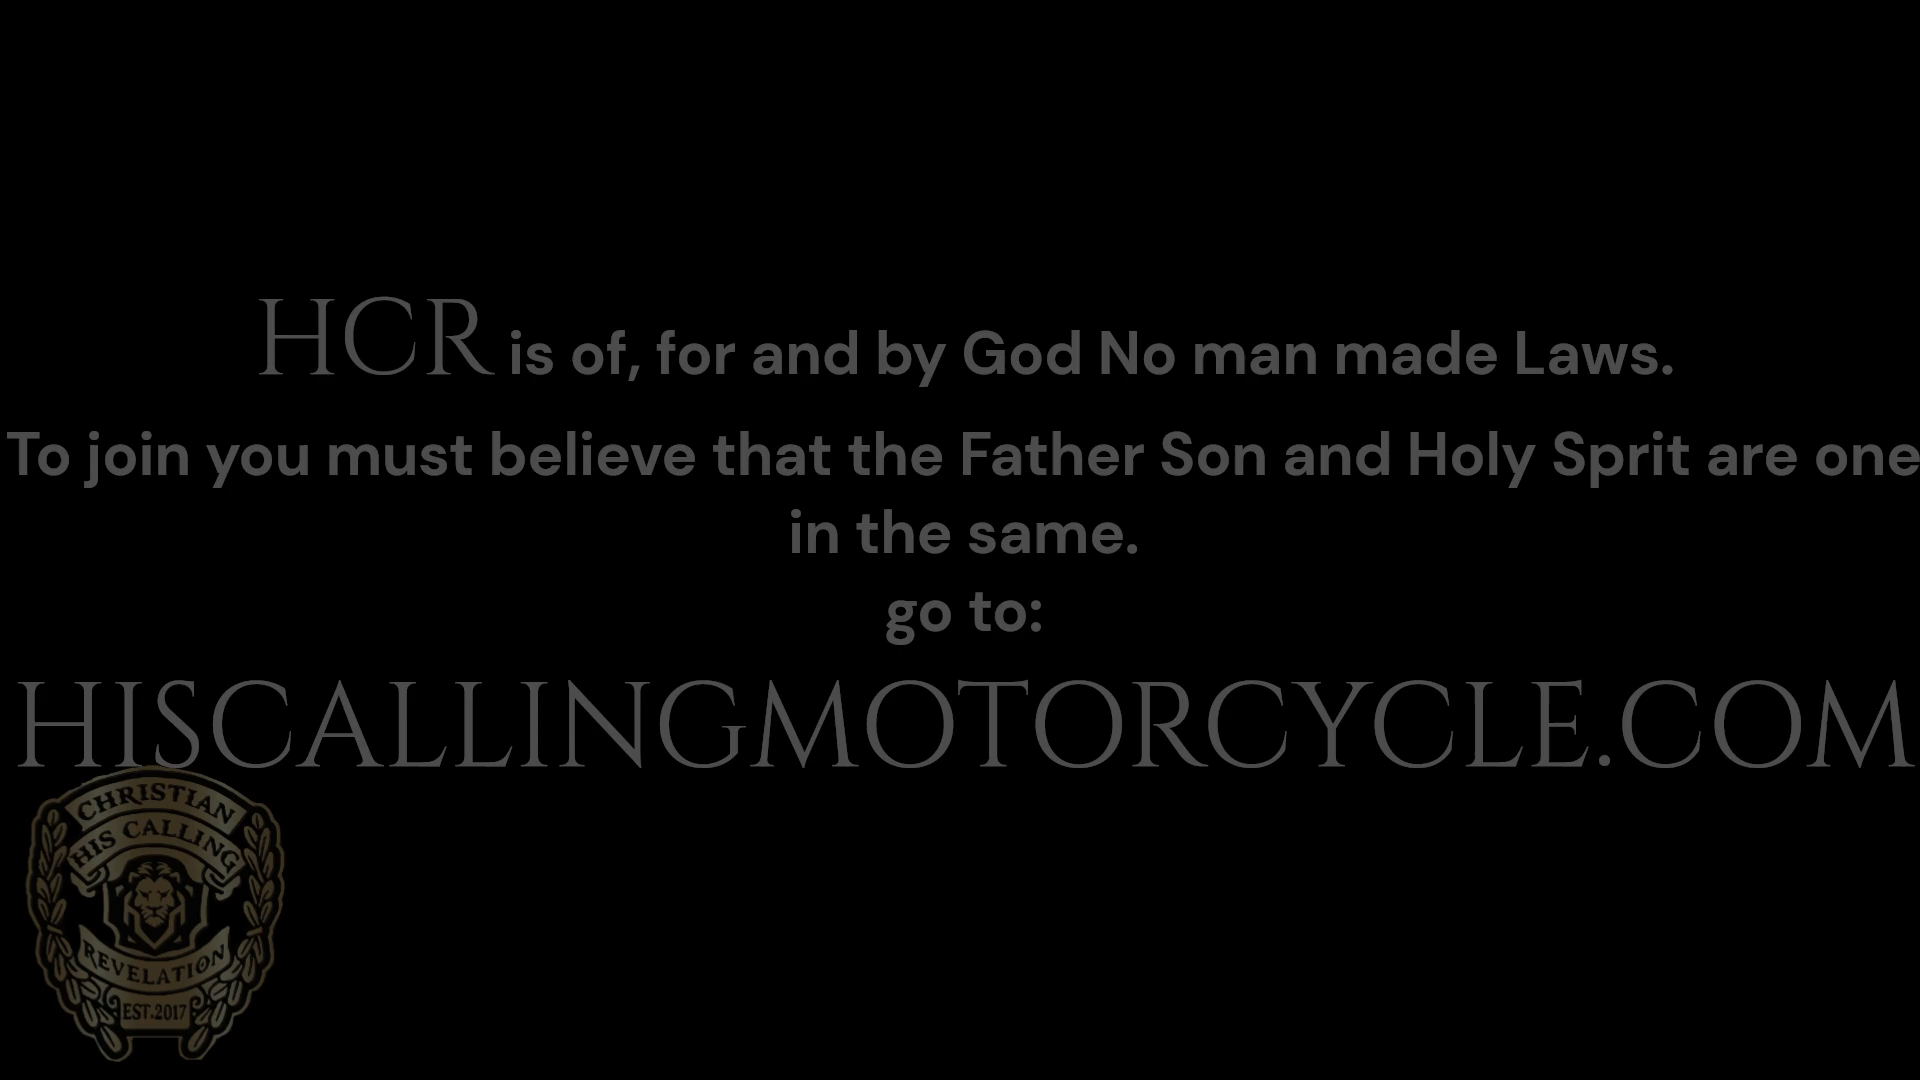 HCR is of, for and by God No man made Laws.
To join you must believe that the Father Son and Holy Sprit are one
in the same.
go to:
HISCALLINGMOTORCYCLE.COM
CHRISTIAN
HIS CALLING
REVELATION
EST.2017